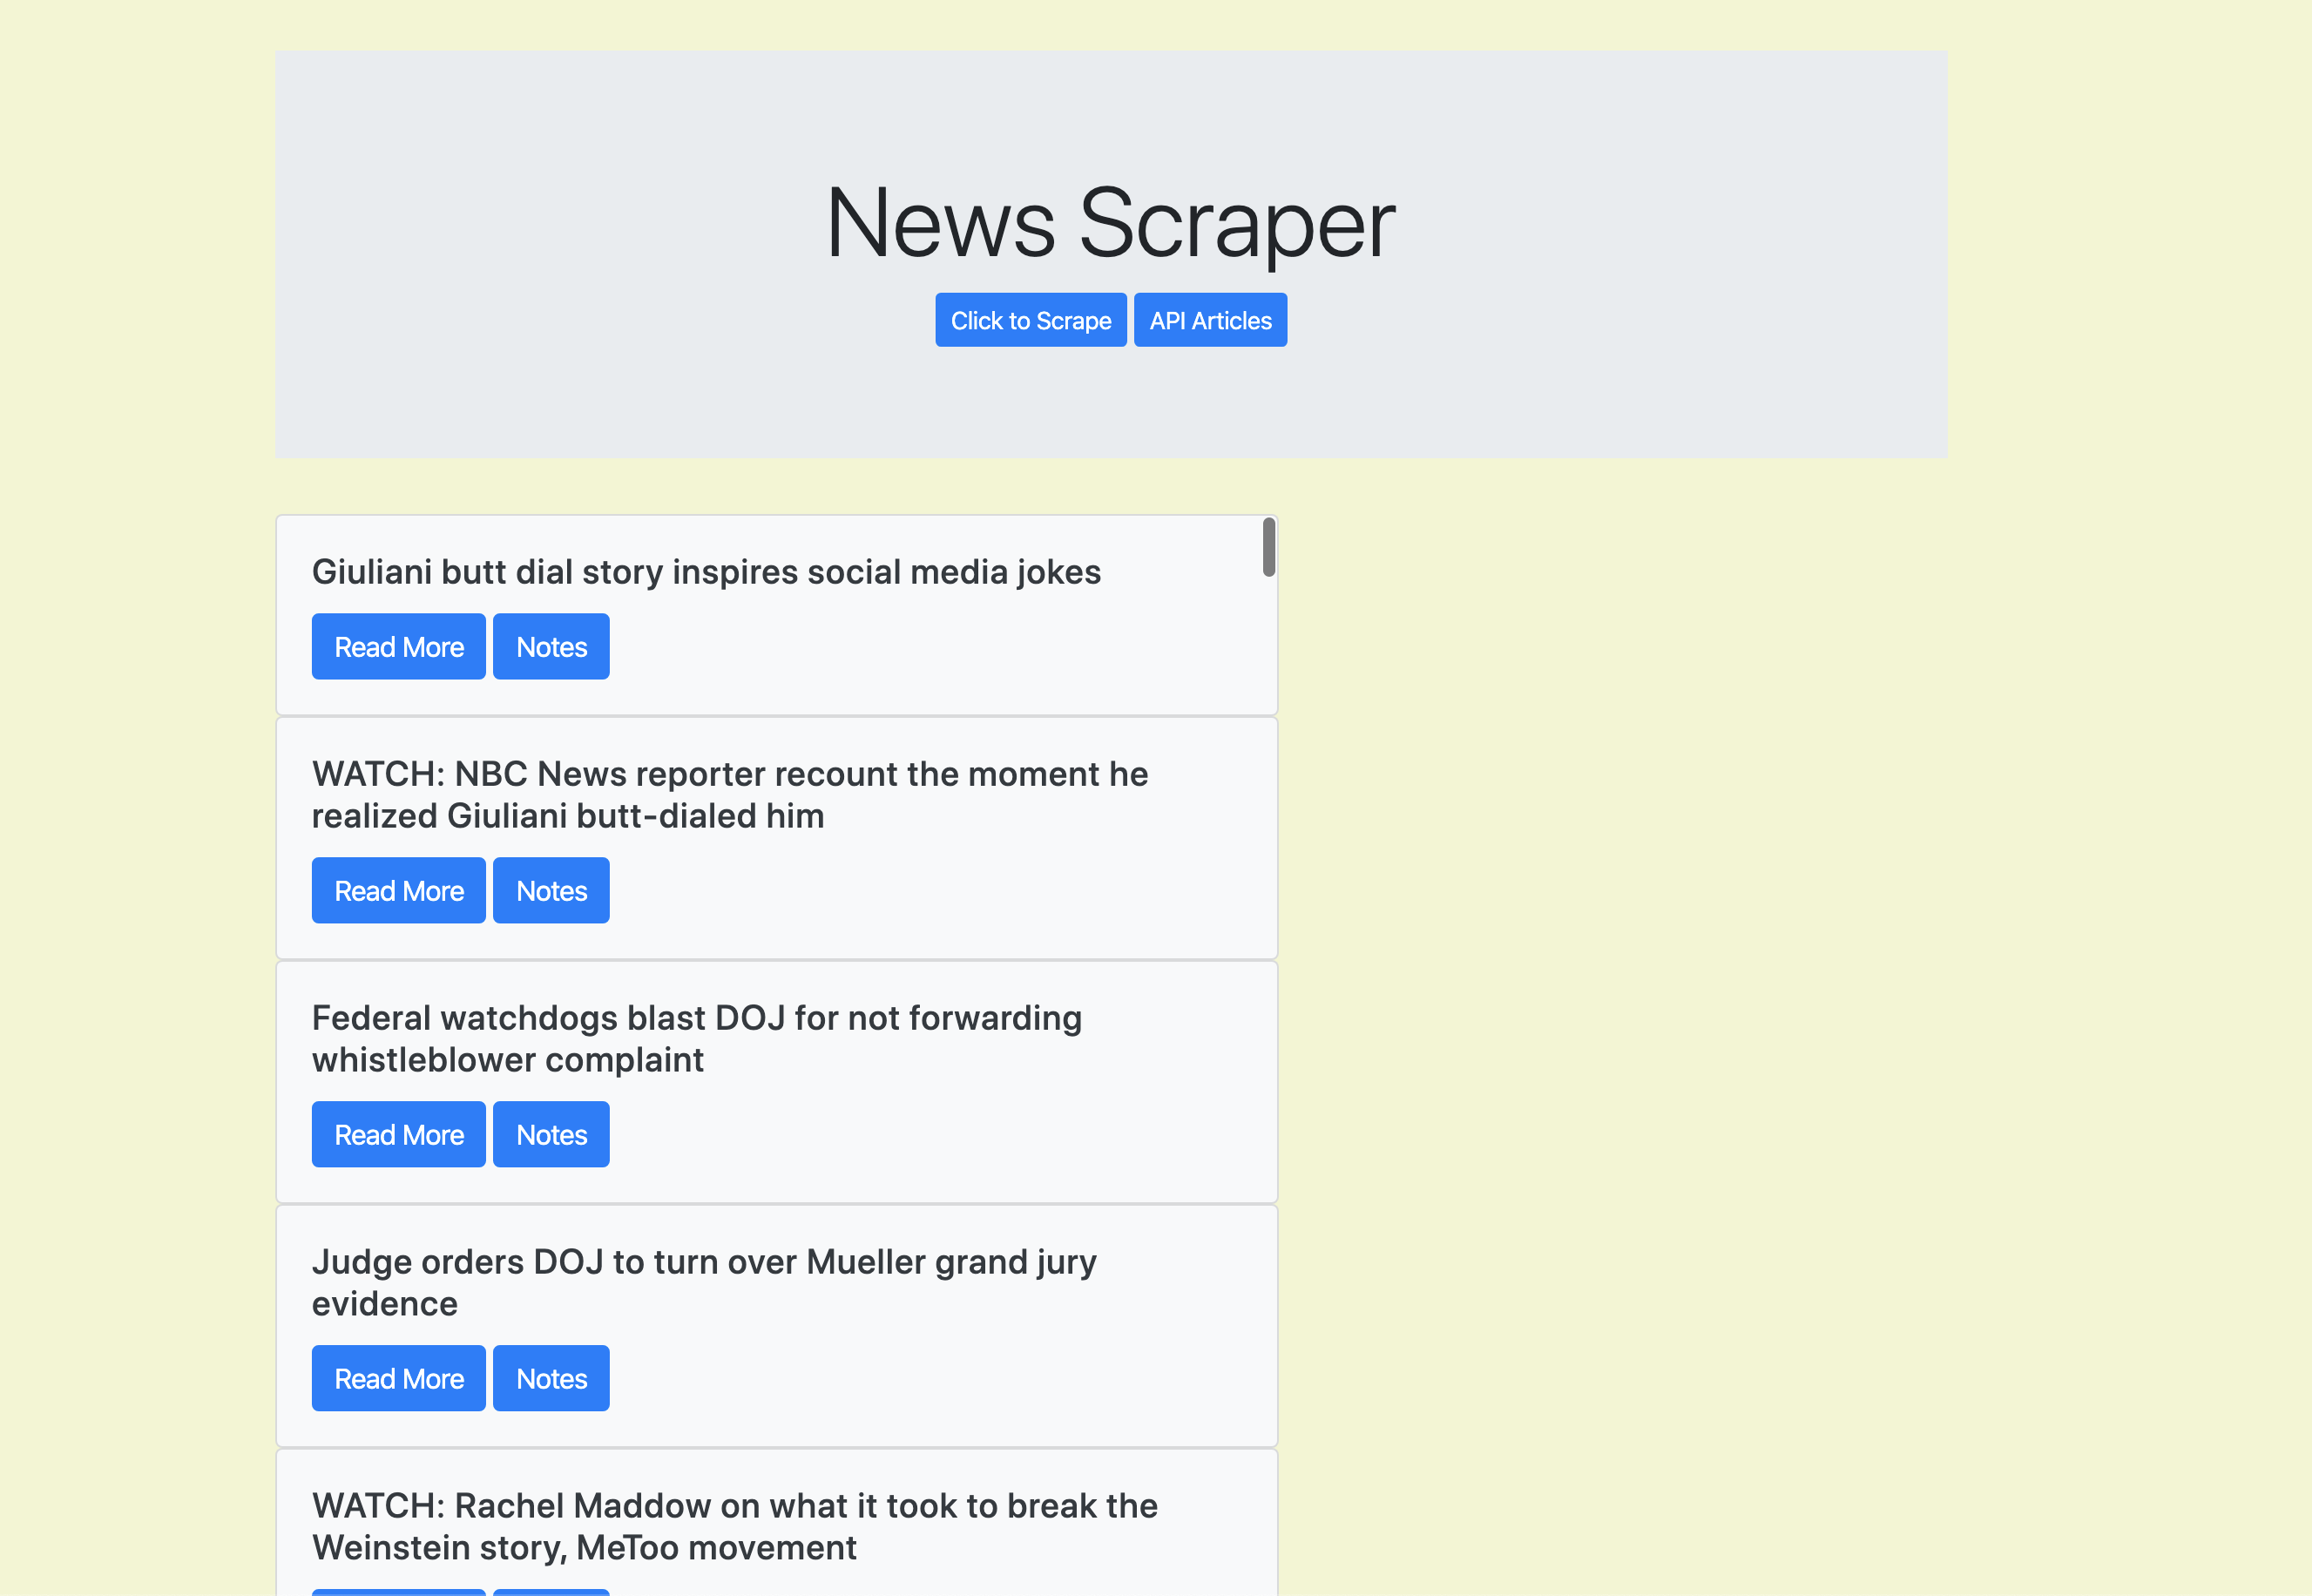 News Scraper
Click to Scrape API Articles
Giuliani butt dial story inspires social media jokes
Read More Notes
WATCH: NBC News reporter recount the moment he
realized Giuliani butt-dialed him
Read More Notes
Federal watchdogs blast DOJ for not forwarding
whistleblower complaint
Read More Notes
Judge orders DOJ to turn over Mueller grand jury
evidence
Read More Notes
WATCH: Rachel Maddow on what it took to break the
Weinstein story, MeToo movement